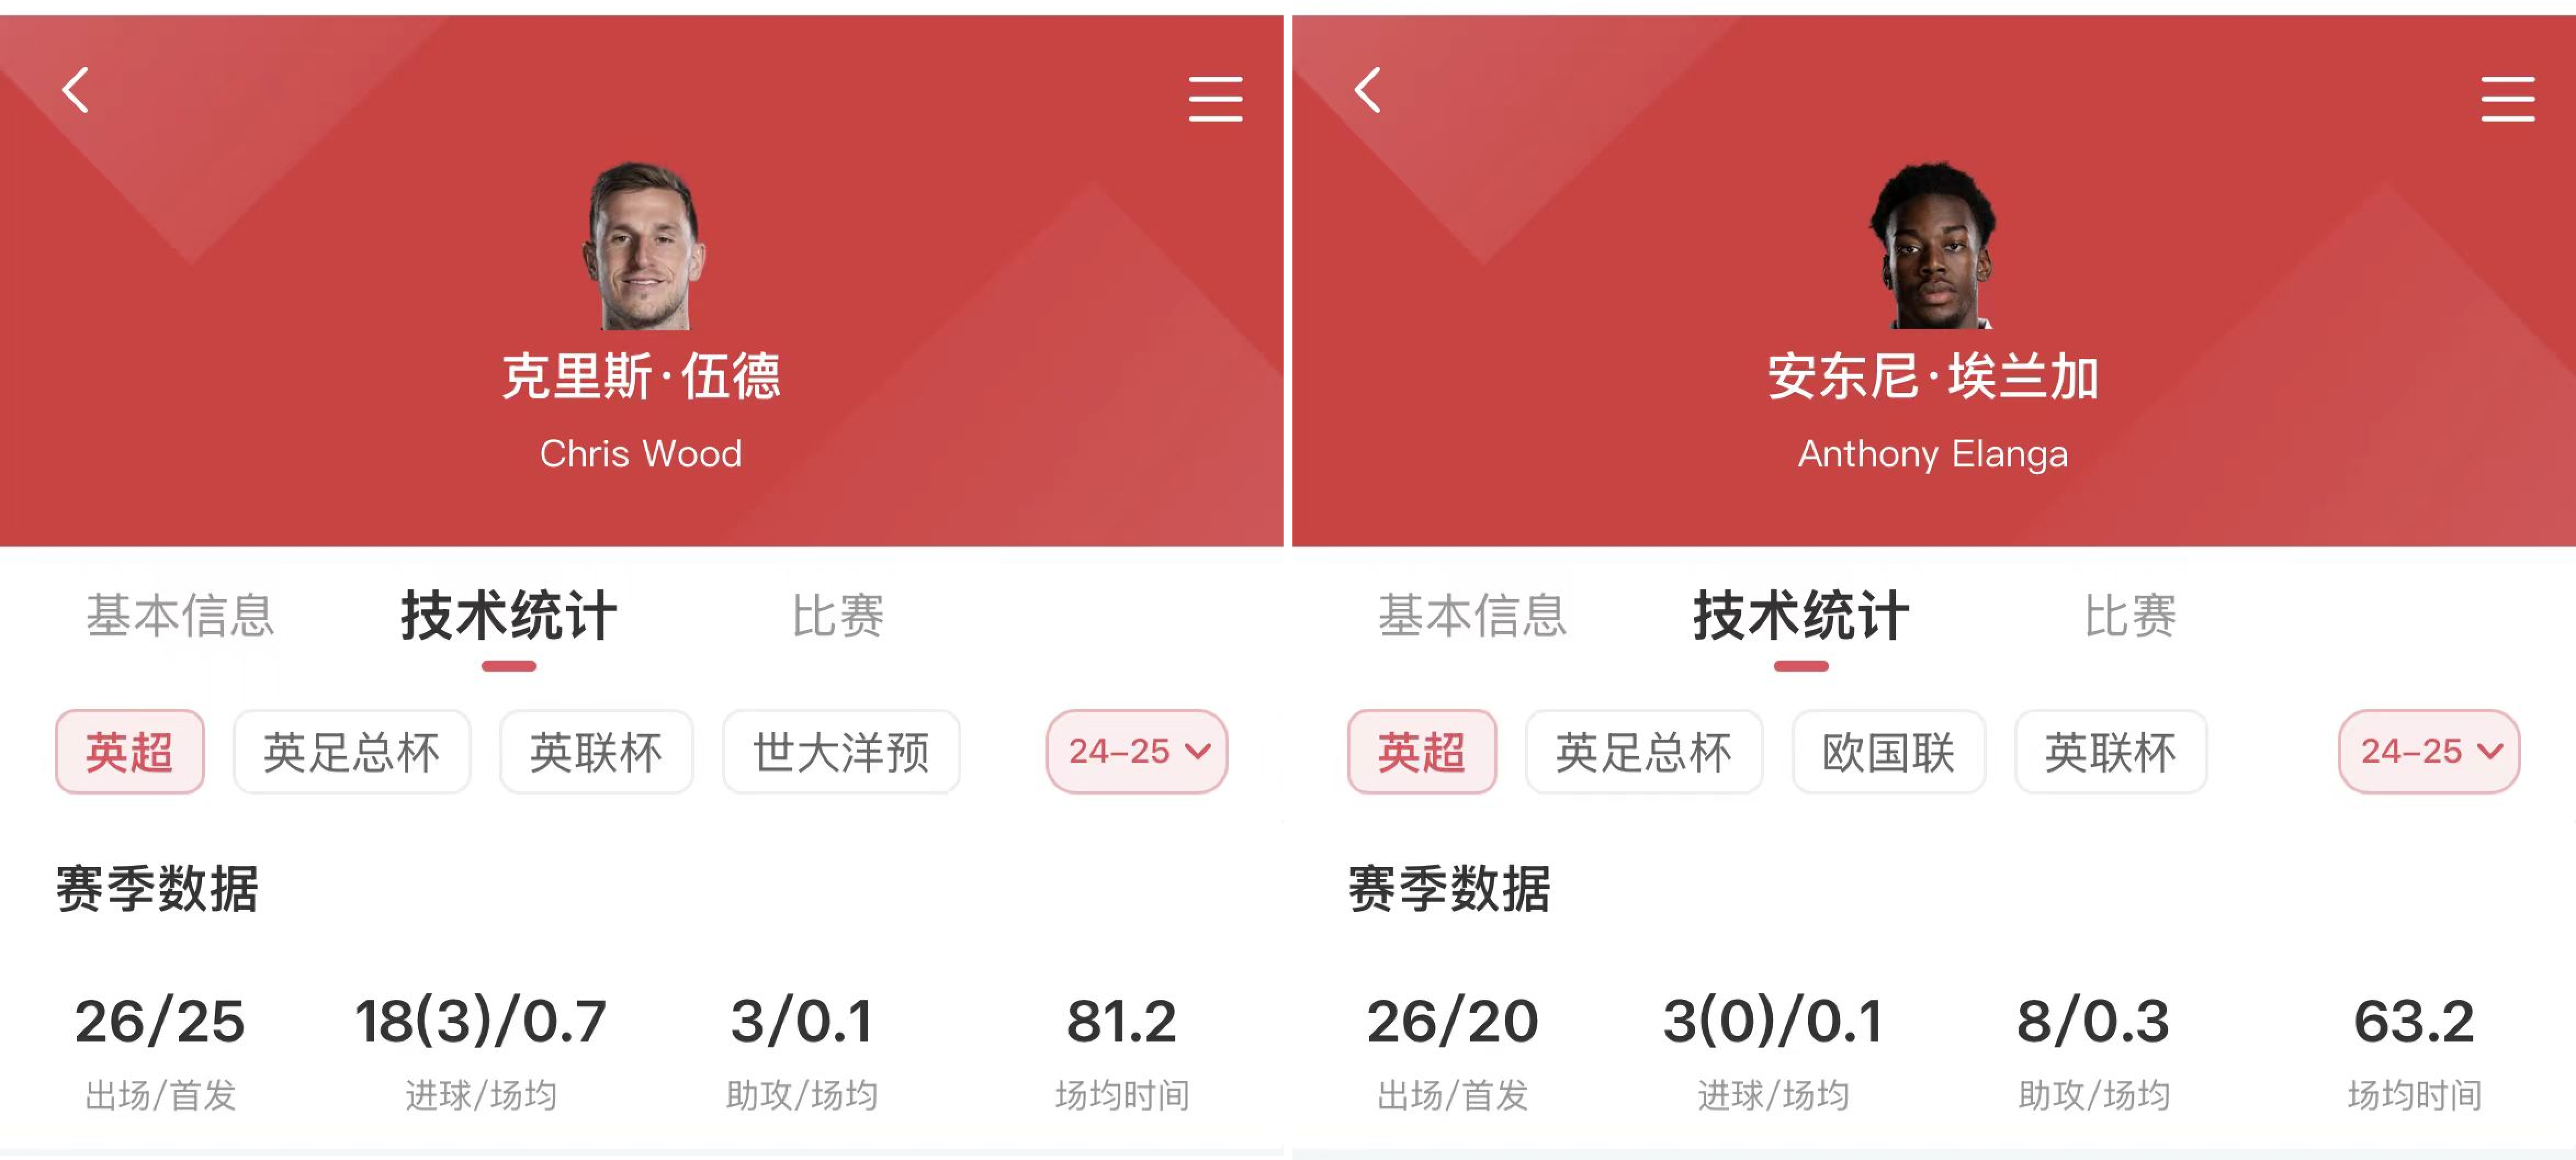 克里斯·伍德
Chris Wood
基本信息 技术统计 比赛
英超 英足总杯 英联杯 世大洋预 24-25
赛季数据
26/25 18(3)/0.7 3/0.1 81.2
出场/首发 进球/场均 助攻/场均 场均时间
安东尼·埃兰加
Anthony Elanga
基本信息 技术统计 比赛
英超 英足总杯 欧国联 英联杯 24-25
赛季数据
26/20 3(0)/0.1 8/0.3 63.2
出场/首发 进球/场均 助攻/场均 场均时间